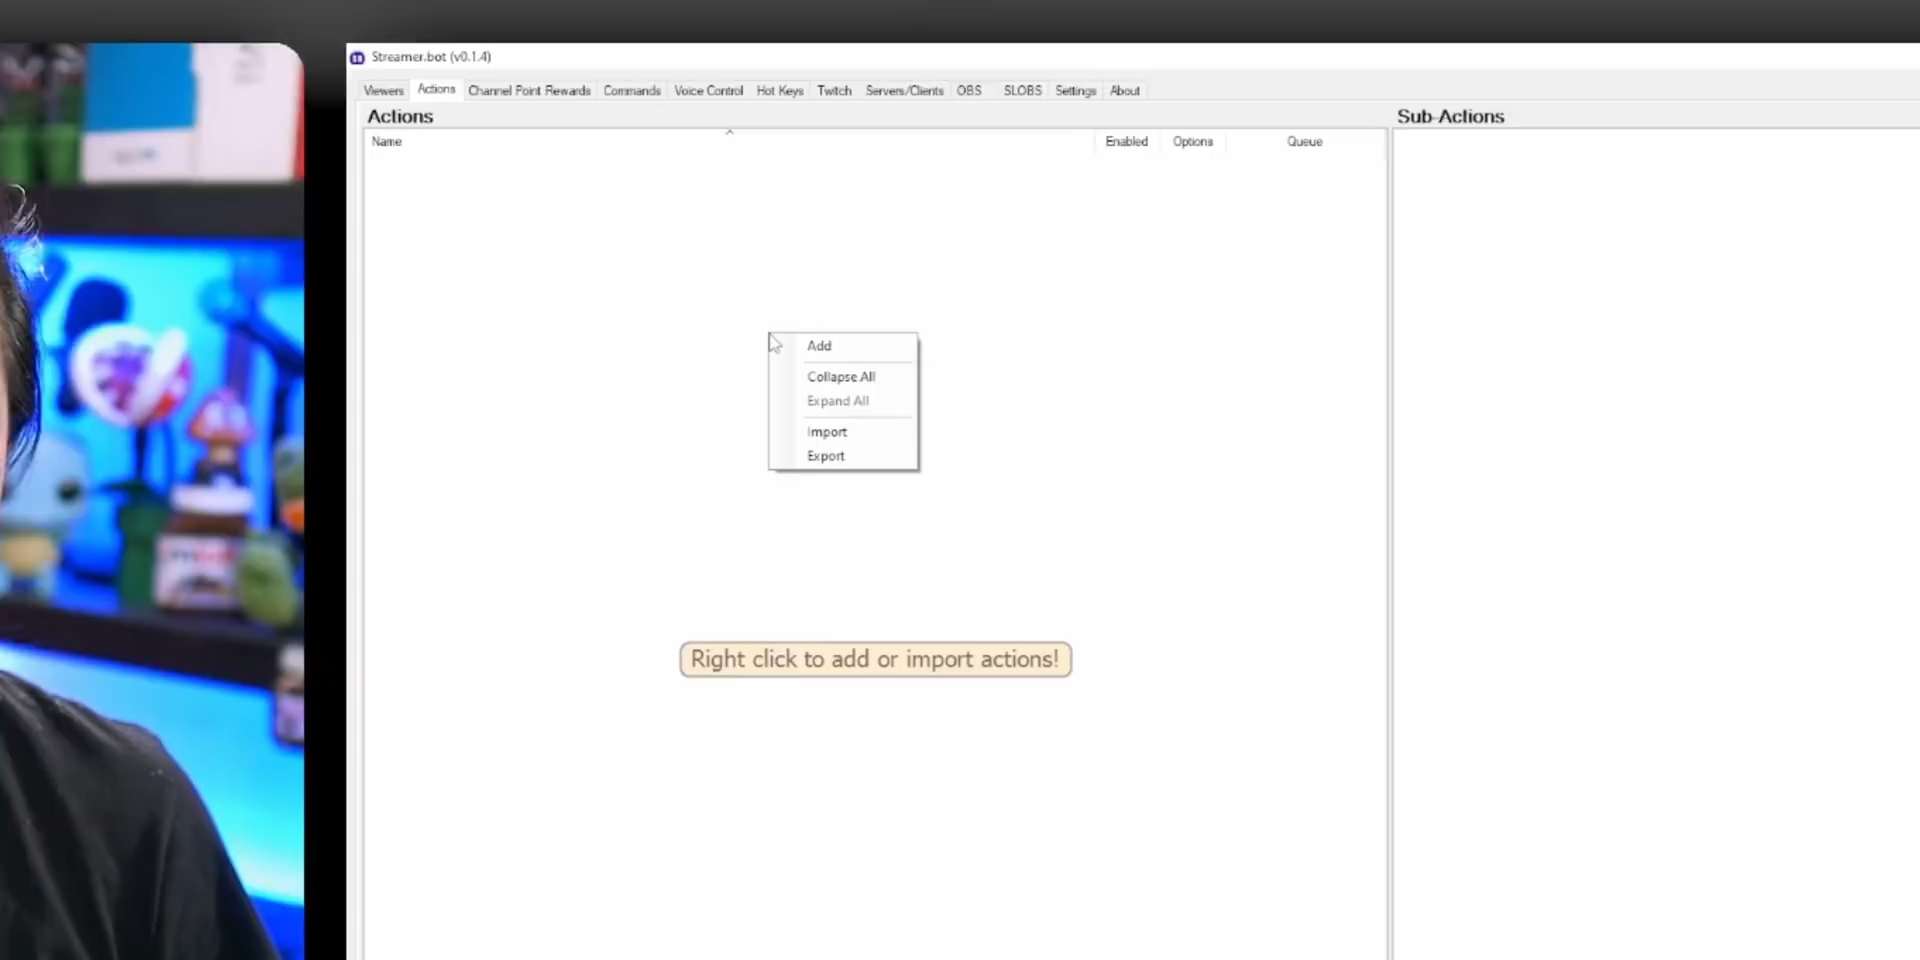 Streamer.bot (v0.1.4)
Viewers Actions Channel Point Rewards Commands Voice Control Hot Keys Twitch Servers/Clients OBS SLOBS Settings About
Actions
Sub-Actions
Name Enabled Options Queue
Add
Collapse All
Expand All
Import
Export
Right click to add or import actions!